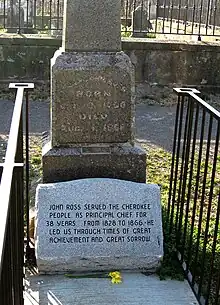 BORN
DIED
JOHN ROSS SERVED THE CHEROKEE
PEOPLE AS PRINCIPAL CHIEF FOR
38 YEARS FROM 1828 TO 1866. HE
LED US THROUGH TIMES OF GREAT
ACHIEVEMENT AND GREAT SORROW.